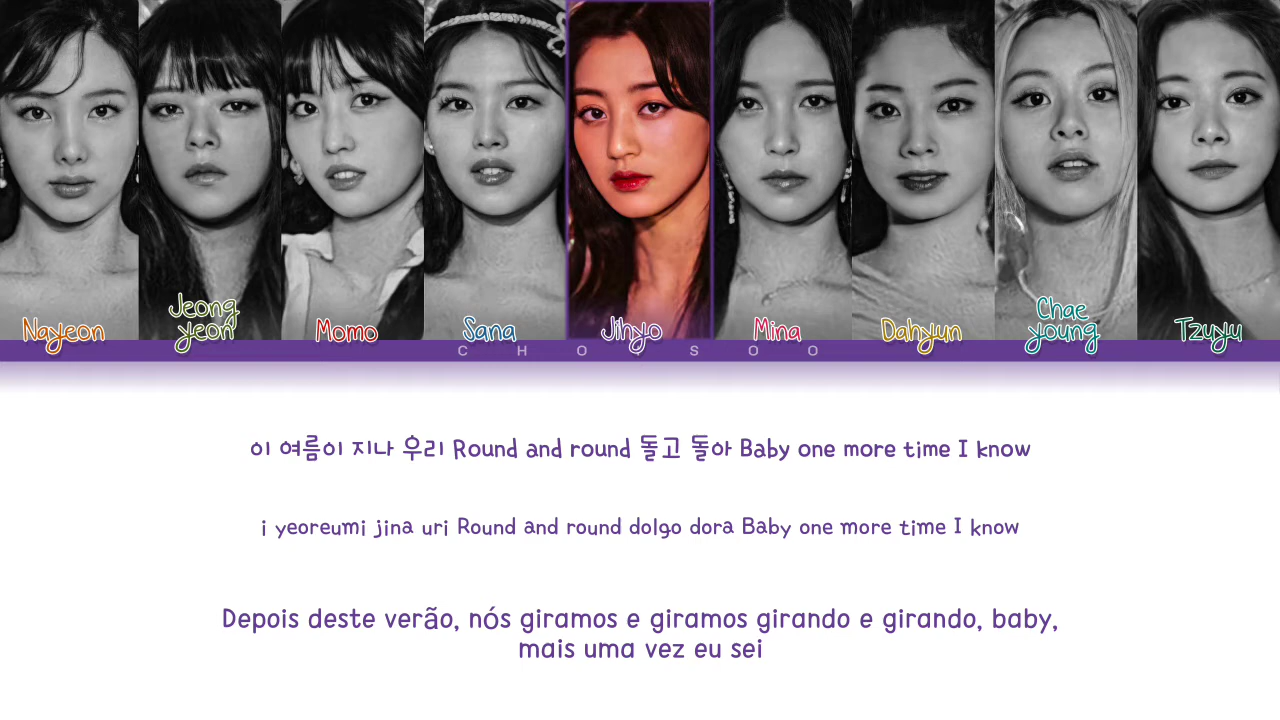 Nayeon
Jeong
yeon
Momo
Sana
Jihyo
Mina
Dahyun
Chae
young
Tzuyu
이 여름이 지나 우리 Round and round 돌고 돌아 Baby one more time I know
i yeoreumi jina uri Round and round dolgo dora Baby one more time I know
Depois deste verão, nós giramos e giramos girando e girando, baby,
mais uma vez eu sei